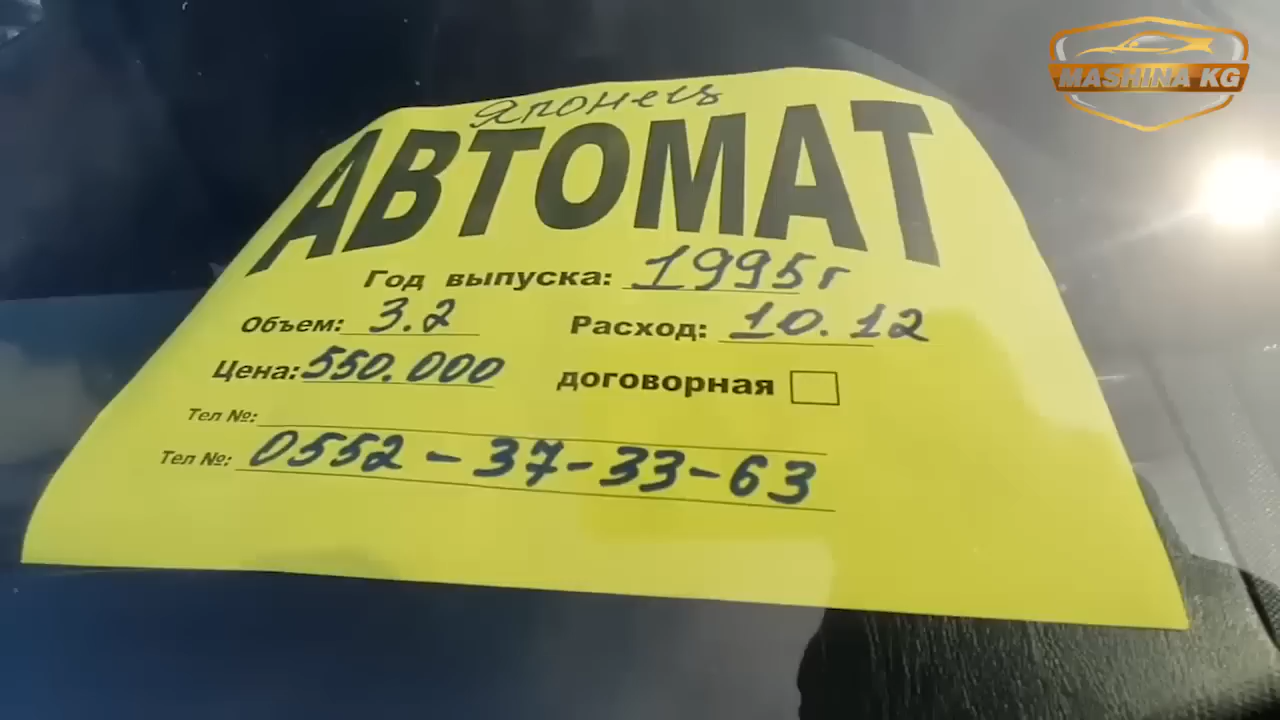 MASHINA KG
Японец
АВТОМАТ
Год выпуска: 1995г
Объем: 3.2 Расход: 10.12
Цена: 550.000 договорная
Тел №:
Тел №: 0552-37-33-63